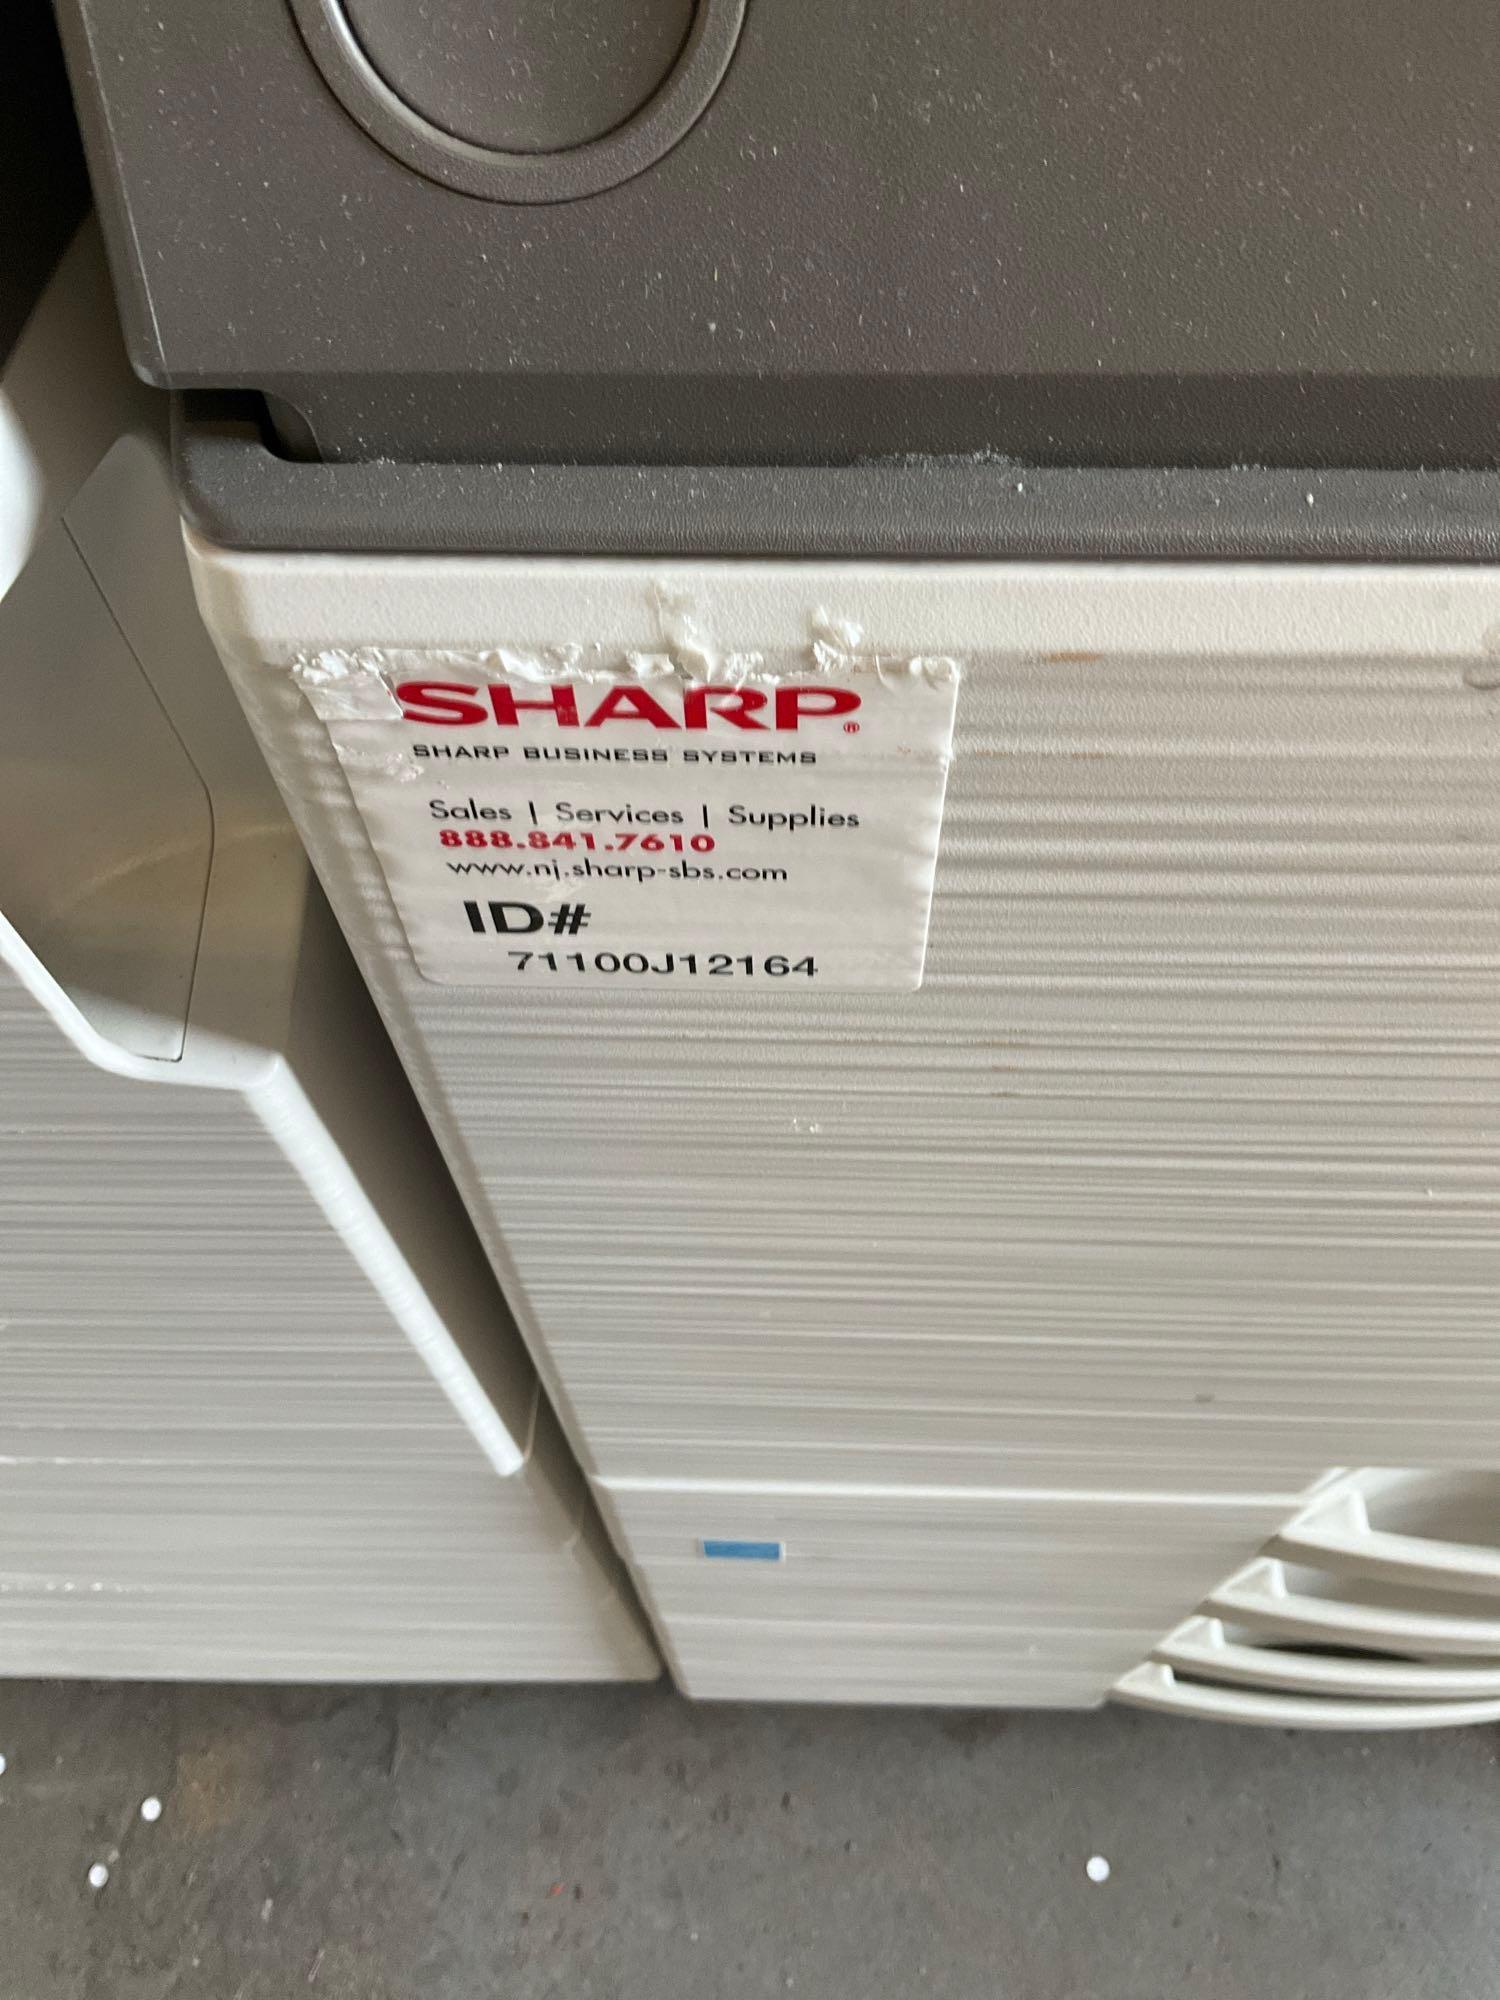 SHARP®
SHARP BUSINESS SYSTEMS
Sales | Services | Supplies
888.841.7610
www.nj.sharp-sbs.com
ID#
71100J12164